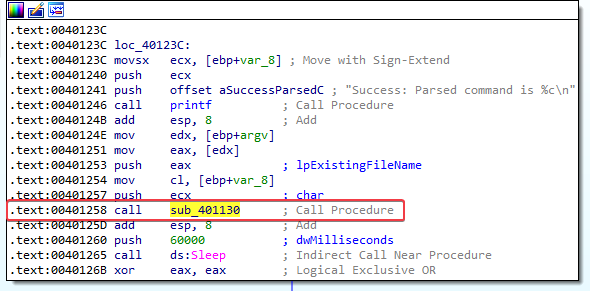 .text:0040123C
.text:0040123C loc_40123C:
.text:0040123C movsx ecx, [ebp+var_8] ; Move with Sign-Extend
.text:00401240 push ecx
.text:00401241 push offset aSuccessParsedC ; "Success: Parsed command is %c\n"
.text:00401246 call printf ; Call Procedure
.text:0040124B add esp, 8 ; Add
.text:0040124E mov edx, [ebp+argv]
.text:00401251 mov eax, [edx]
.text:00401253 push eax ; lpExistingFileName
.text:00401254 mov cl, [ebp+var_8]
.text:00401257 push ecx ; char
.text:00401258 call sub_401130 ; Call Procedure
.text:0040125D add esp, 8 ; Add
.text:00401260 push 60000 ; dwMilliseconds
.text:00401265 call ds:Sleep ; Indirect Call Near Procedure
.text:0040126B xor eax, eax ; Logical Exclusive OR